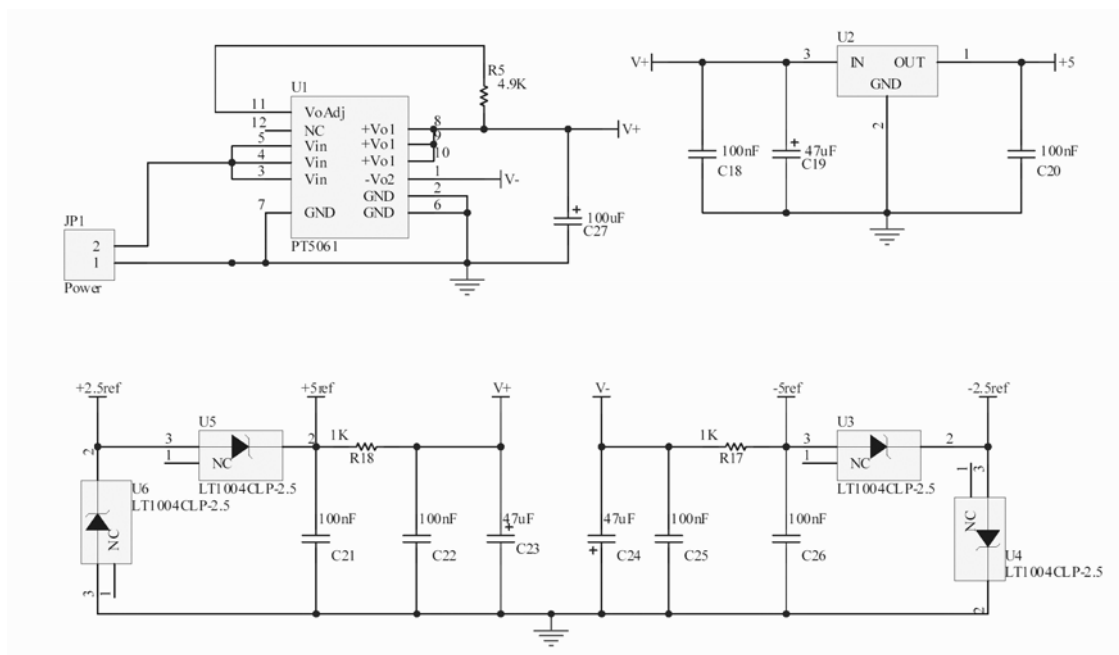 U1
R5
4.9K
11
VoAdj
12
NC
5
Vin
4
Vin
3
Vin
7
GND
+Vo1
8
+Vo1
9
+Vo1
10
-Vo2
1
GND
2
GND
6
PT5061
V+
V-
100uF
C27
JP1
2
1
Power
U2
V+
3
IN
OUT
1
+5
GND
2
100nF
C18
47uF
C19
100nF
C20
+2.5ref
+5ref
V+
U5
3
1
NC
2
LT1004CLP-2.5
1K
R18
2
U6
LT1004CLP-2.5
NC
3
1
100nF
C21
100nF
C22
47uF
C23
V-
-5ref
-2.5ref
1K
R17
U3
3
1
NC
2
LT1004CLP-2.5
47uF
C24
100nF
C25
100nF
C26
1
3
NC
U4
LT1004CLP-2.5
2